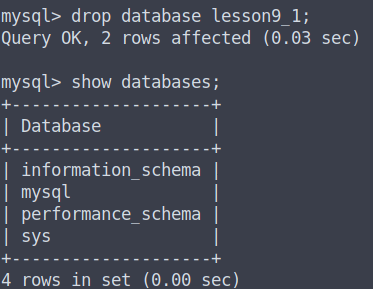 mysql> drop database lesson9_1;
Query OK, 2 rows affected (0.03 sec)

mysql> show databases;
+--------------------+
| Database           |
+--------------------+
| information_schema |
| mysql              |
| performance_schema |
| sys                |
+--------------------+
4 rows in set (0.00 sec)